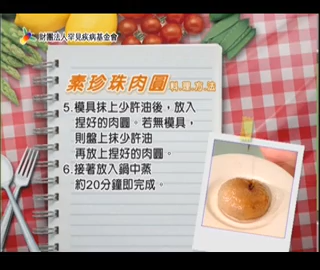 財團法人罕見疾病基金會
素珍珠肉圓料理方法
5.模具抹上少許油後，放入
捏好的肉圓。若無模具，
則盤上抹少許油
再放上捏好的肉圓。
6.接著放入鍋中蒸
約20分鐘即完成。